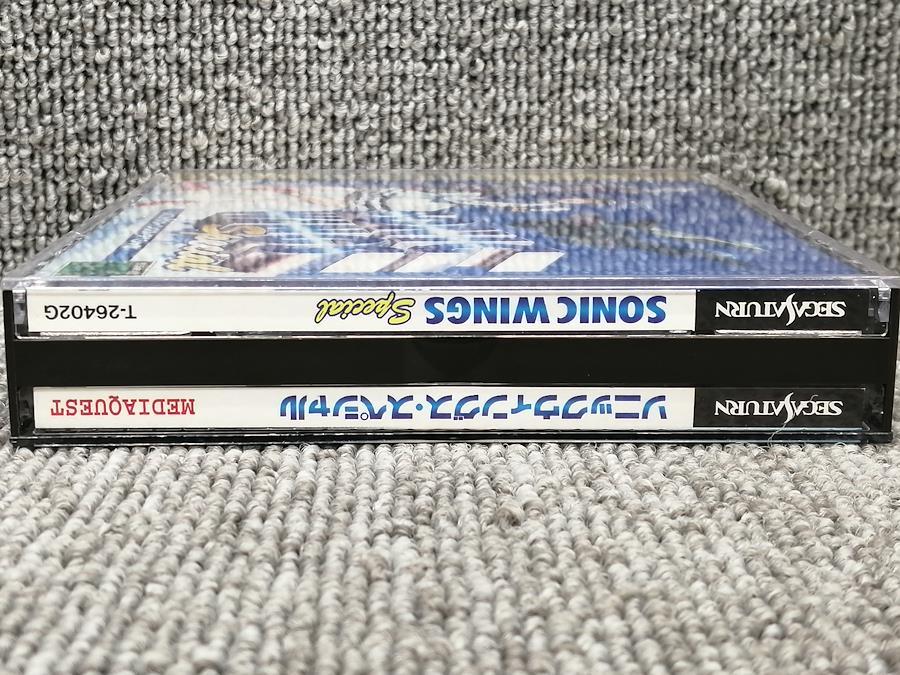 SEGA SATURN
ソニックウィングス・スペシャル
MEDIAQUEST
SEGA SATURN
SONIC WINGS Special
T-26402G
Special